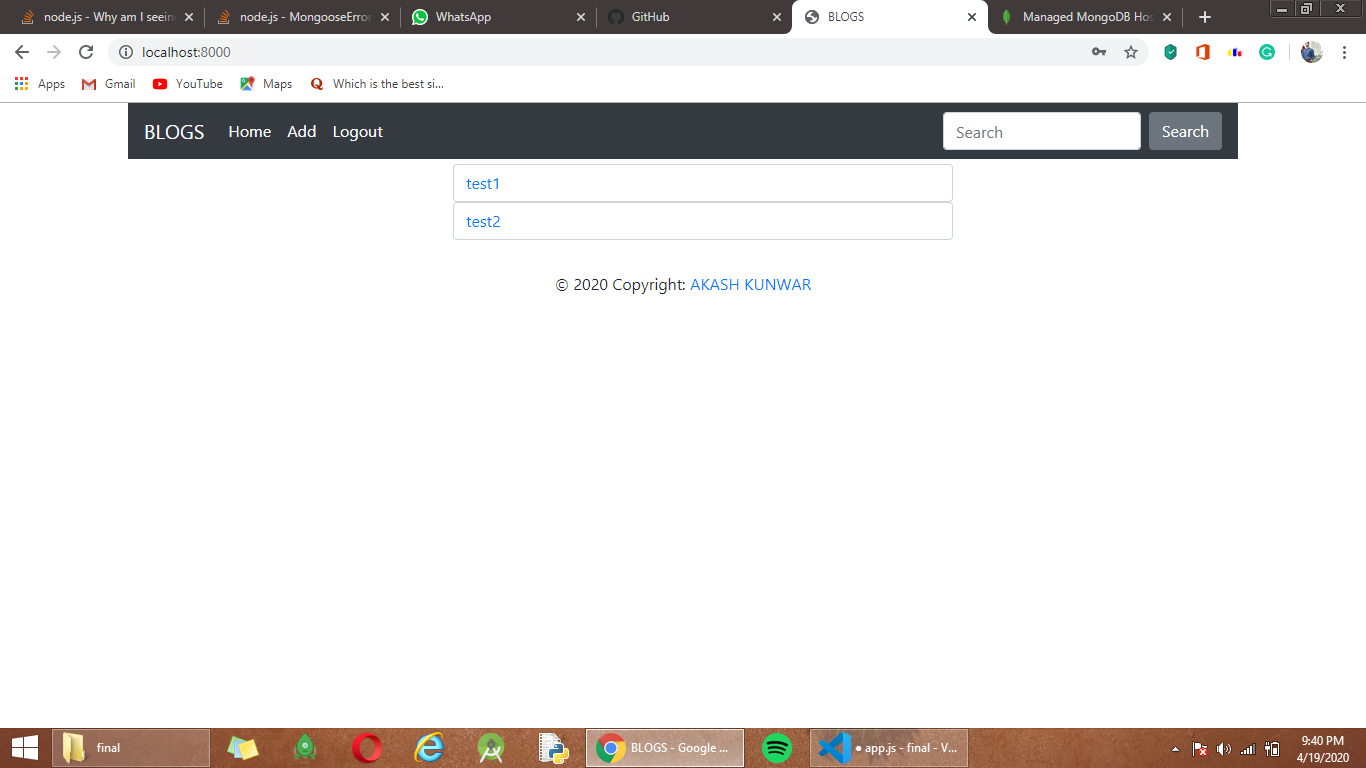 node.js - Why am I seein
node.js - MongooseError
WhatsApp
GitHub
BLOGS
Managed MongoDB Hos
localhost:8000
Apps
Gmail
YouTube
Maps
Which is the best si...
BLOGS
Home
Add
Logout
Search
Search
test1
test2
© 2020 Copyright: AKASH KUNWAR
final
BLOGS - Google ...
● app.js - final - V...
9:40 PM
4/19/2020